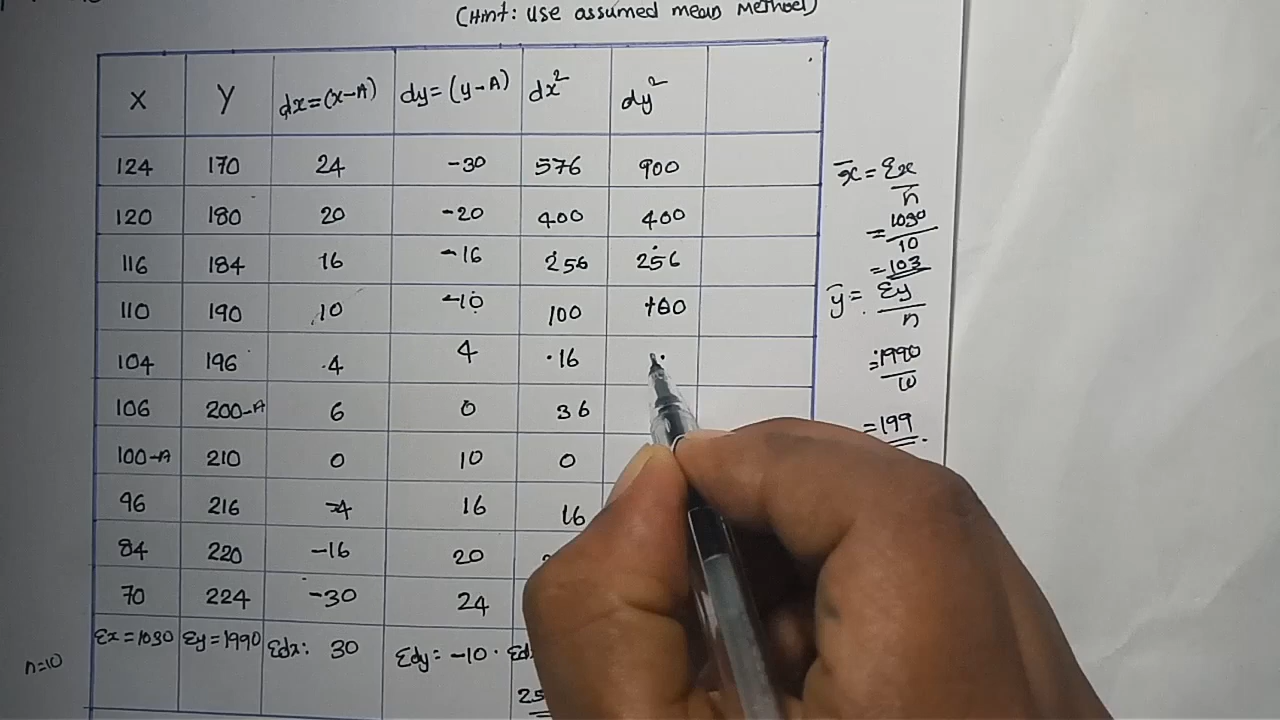 (Hint: Use assumed mean Method)
X Y dx=(x-A) dy=(y-A) dx² dy²
124 170 24 -30 576 900
120 180 20 -20 400 400
116 184 16 -16 256 256
110 190 10 -10 100 100
104 196 4 4 16
106 200-A 6 0 36
100-A 210 0 10 0
96 216 -4 16 16
84 220 -16 20
70 224 -30 24
Σx=1030 Σy=1990 Σdx: 30 Σdy: -10
25
n=10
x̄ = Σx
n
= 1030
10
= 103
ȳ = Σy
n
= 1990
10
= 199